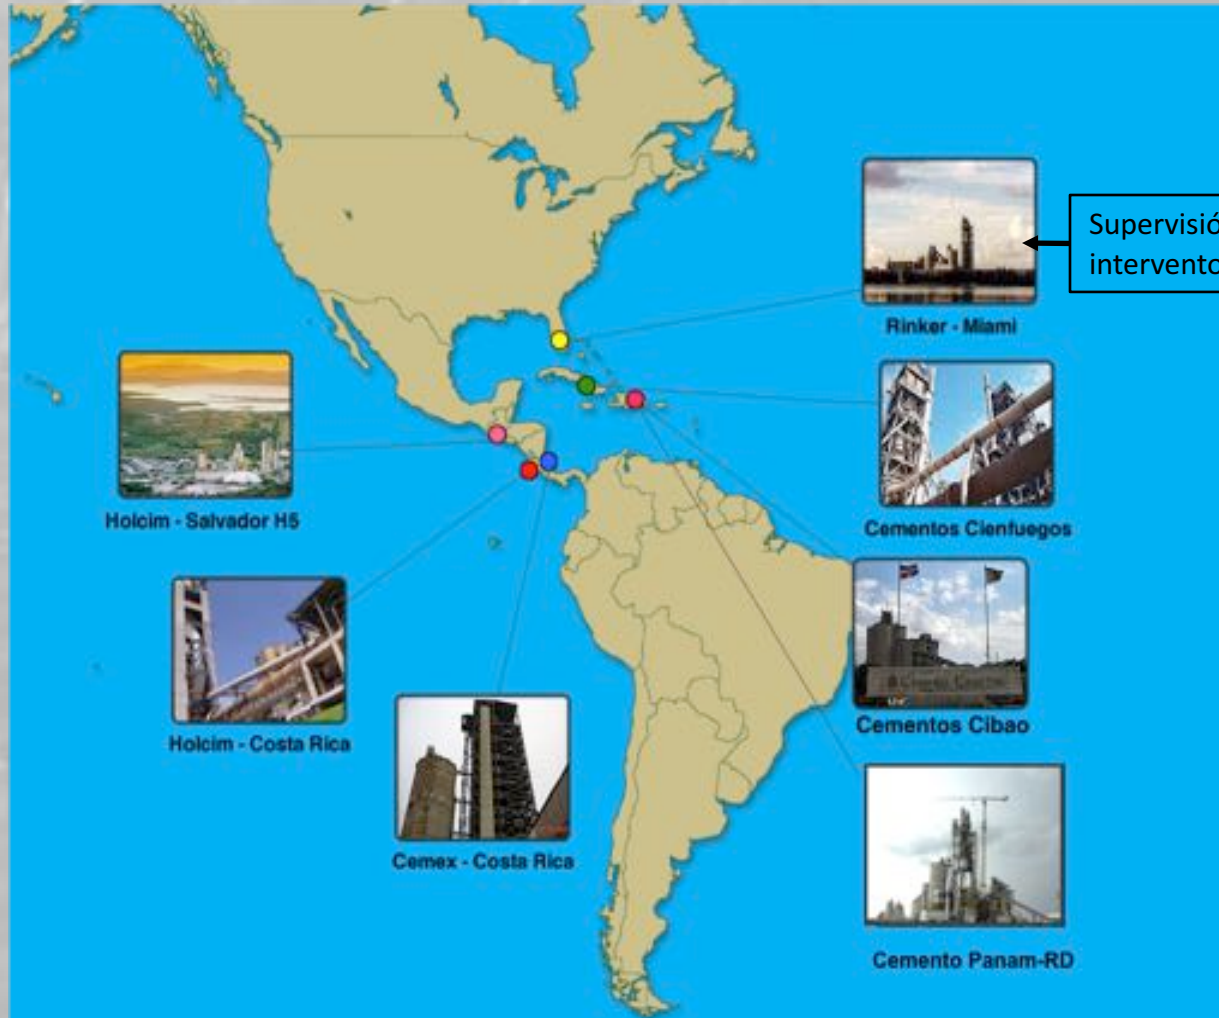 Supervisió
intervento
Rinker - Miami
Cementos Cienfuegos
Holcim - Salvador H5
Cementos Cibao
Holcim - Costa Rica
Cemex - Costa Rica
Cemento Panam-RD